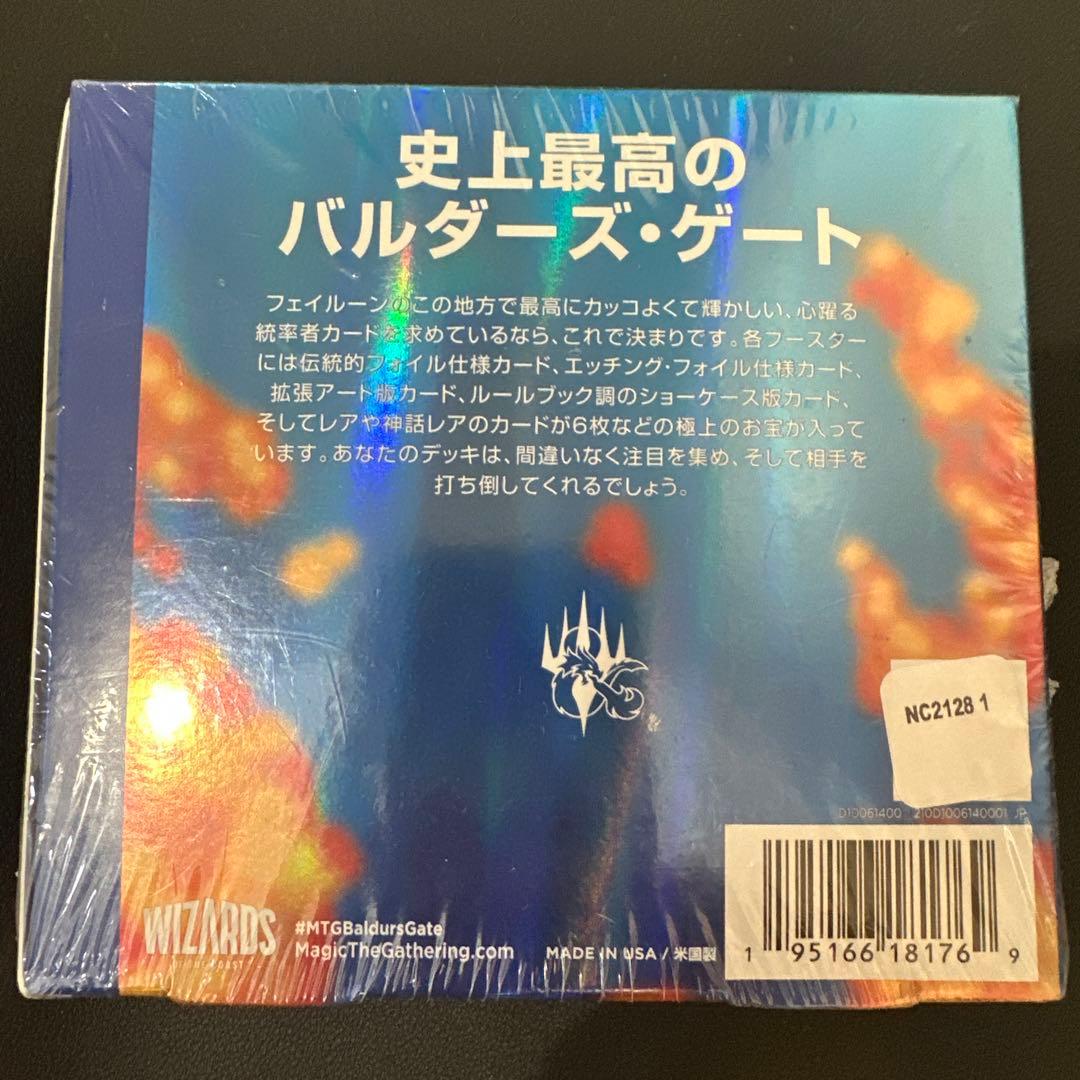 史上最高の
バルダーズ・ゲート
フェイルーンのこの地方で最高にカッコよくて輝かしい、心躍る
統率者カードを求めているなら、これで決まりです。各ブースター
には伝統的フォイル仕様カード、エッチング・フォイル仕様カード、
拡張アート版カード、ルールブック調のショーケース版カード、
そしてレアや神話レアのカードが6枚などの極上のお宝が入って
います。あなたのデッキは、間違いなく注目を集め、そして相手を
打ち倒してくれるでしょう。
NC2128 1
D10061400 210D1006140001 JP
WIZARDS
OF THE COAST
#MTGBaldursGate
MagicTheGathering.com
MADE IN USA / 米国製
1 95166 18176 9